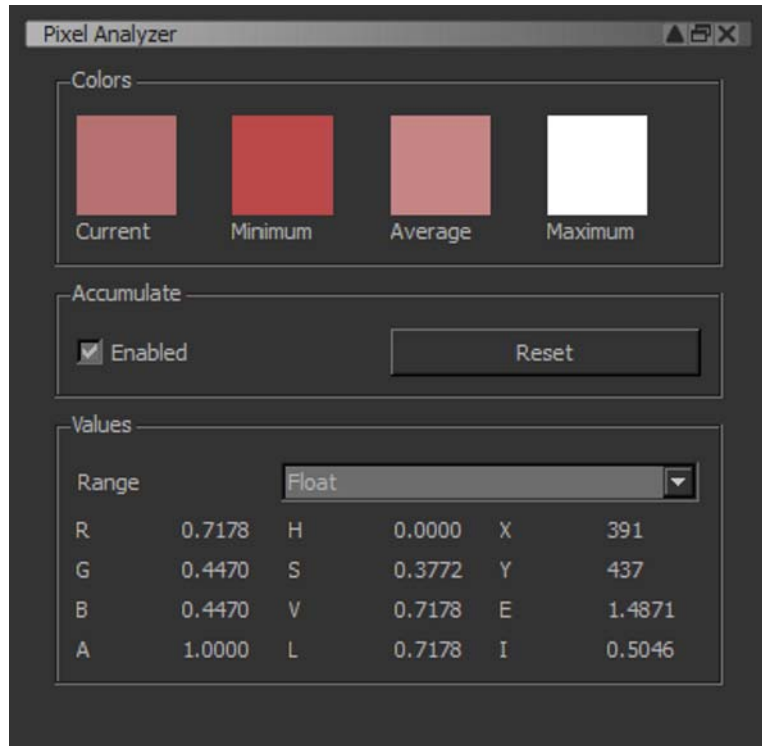 Pixel Analyzer
Colors
Current Minimum Average Maximum
Accumulate
Enabled Reset
Values
Range Float
R 0.7178 H 0.0000 X 391
G 0.4470 S 0.3772 Y 437
B 0.4470 V 0.7178 E 1.4871
A 1.0000 L 0.7178 I 0.5046